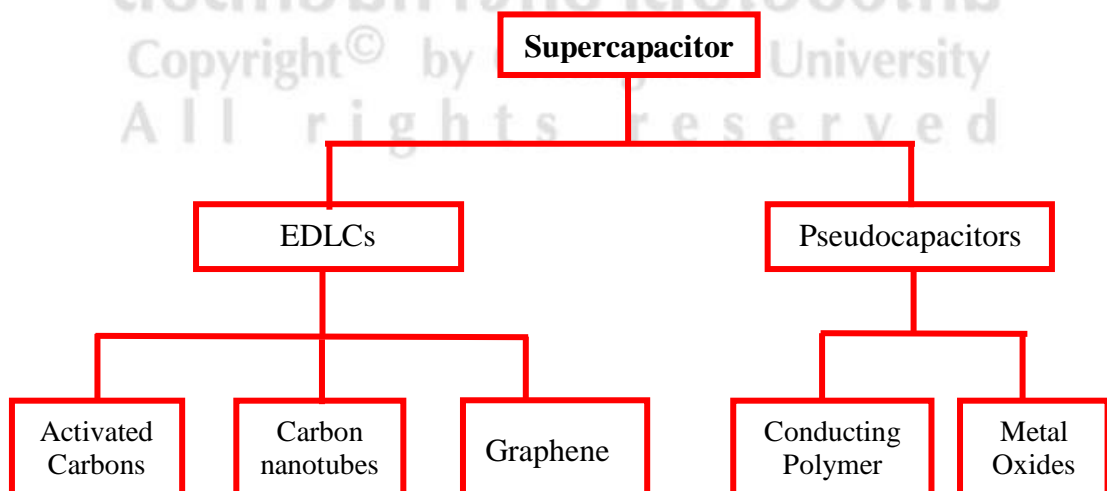 Copyright© by University
All rights reserved
Supercapacitor
EDLCs
Pseudocapacitors
Activated
Carbons
Carbon
nanotubes
Graphene
Conducting
Polymer
Metal
Oxides